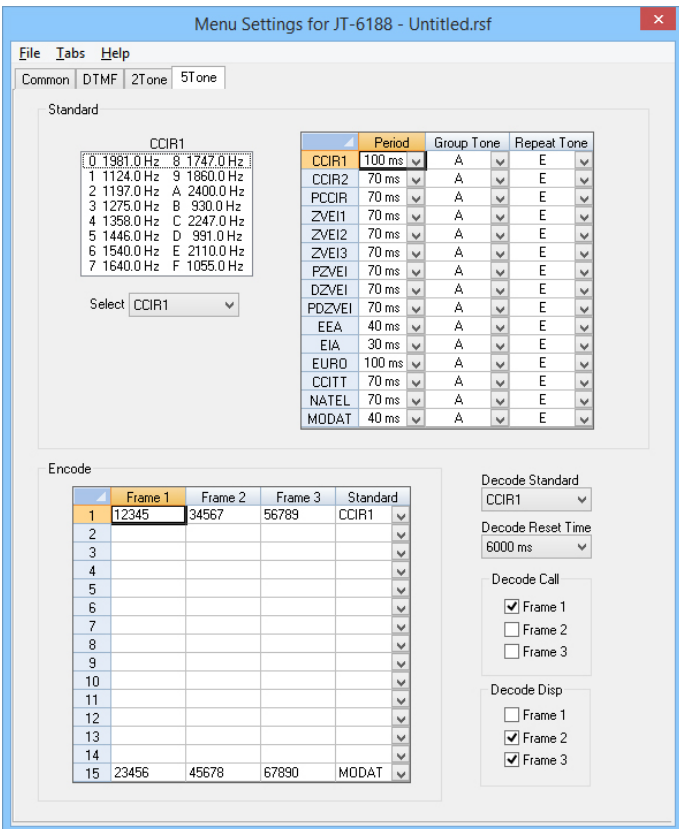 Menu Settings for JT-6188 - Untitled.rsf
×
File Tabs Help
Common DTMF 2Tone 5Tone
Standard
CCIR1
0 1981.0 Hz 8 1747.0 Hz
1 1124.0 Hz 9 1860.0 Hz
2 1197.0 Hz A 2400.0 Hz
3 1275.0 Hz B 930.0 Hz
4 1358.0 Hz C 2247.0 Hz
5 1446.0 Hz D 991.0 Hz
6 1540.0 Hz E 2110.0 Hz
7 1640.0 Hz F 1055.0 Hz
Select CCIR1
Period Group Tone Repeat Tone
CCIR1 100 ms A E
CCIR2 70 ms A E
PCCIR 70 ms A E
ZVEI1 70 ms A E
ZVEI2 70 ms A E
ZVEI3 70 ms A E
PZVEI 70 ms A E
DZVEI 70 ms A E
PDZVEI 70 ms A E
EEA 40 ms A E
EIA 30 ms A E
EURO 100 ms A E
CCITT 70 ms A E
NATEL 70 ms A E
MODAT 40 ms A E
Encode
Frame 1 Frame 2 Frame 3 Standard
1 12345 34567 56789 CCIR1
2
3
4
5
6
7
8
9
10
11
12
13
14
15 23456 45678 67890 MODAT
Decode Standard
CCIR1
Decode Reset Time
6000 ms
Decode Call
Frame 1
Frame 2
Frame 3
Decode Disp
Frame 1
Frame 2
Frame 3